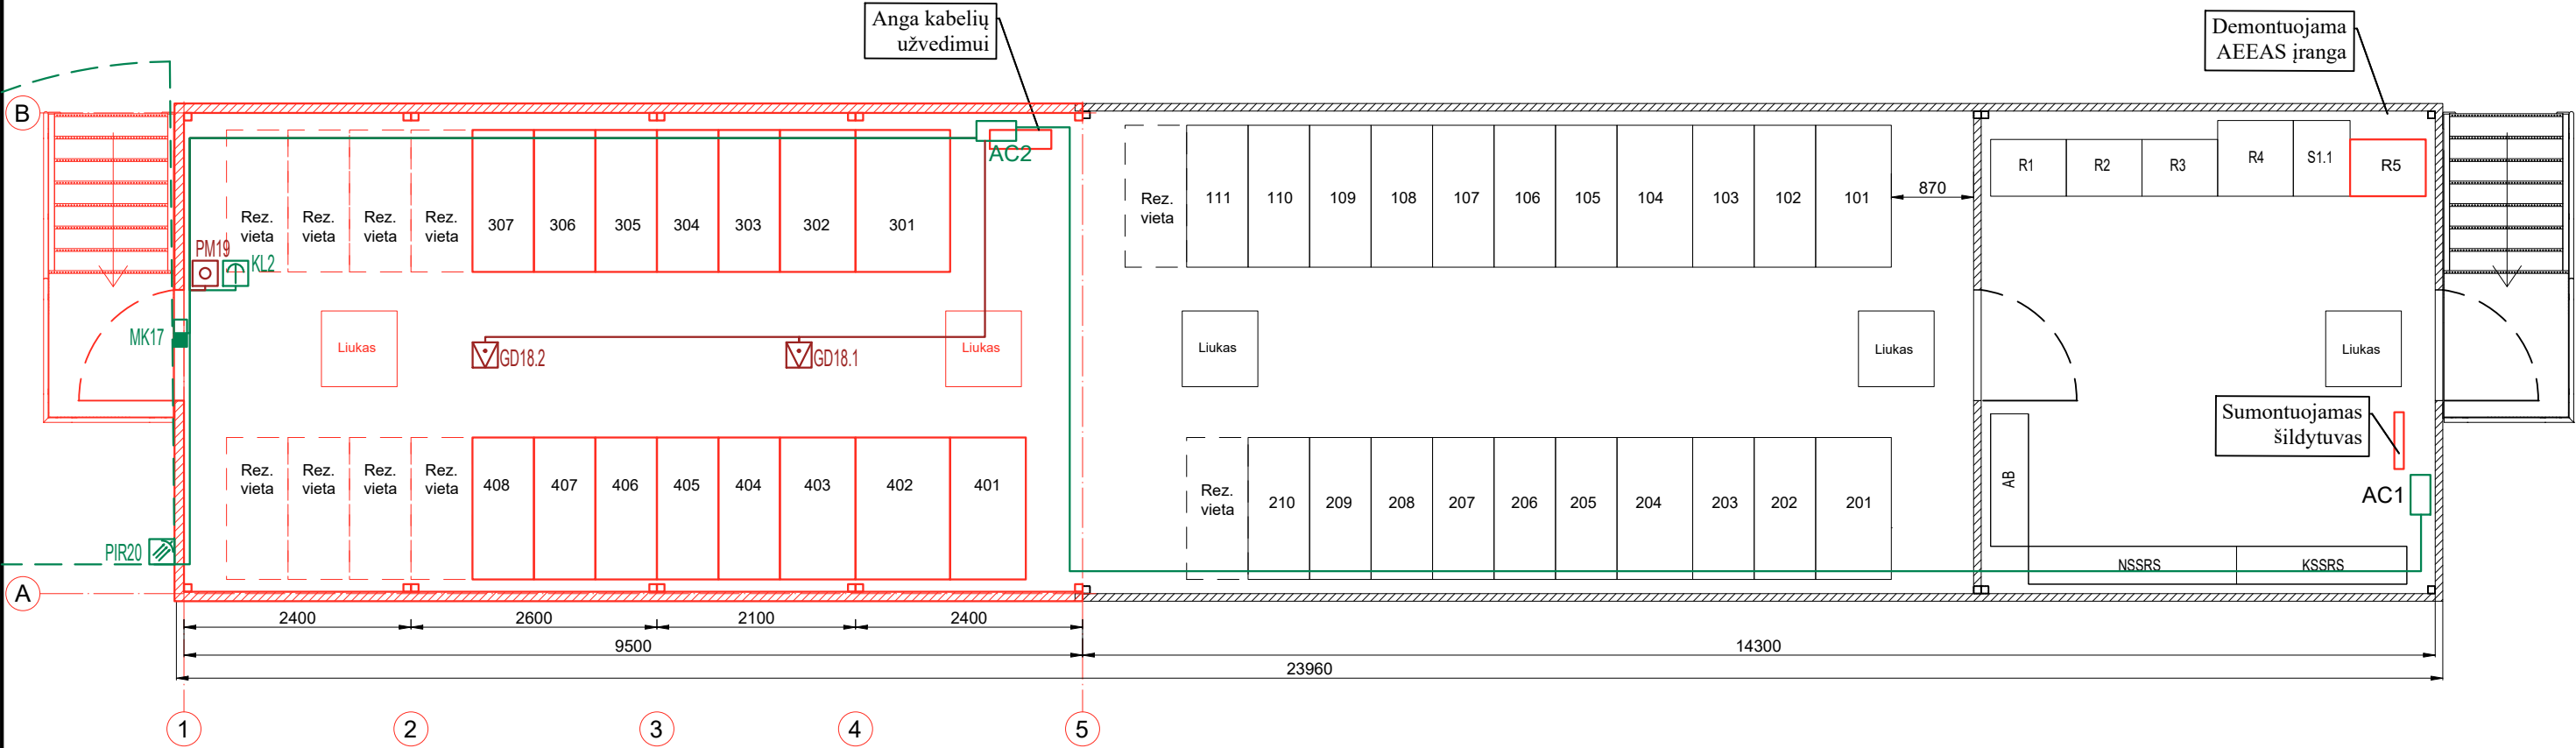 Anga kabelių
užvedimui
Demontuojama
AEEAS įranga
B
AC2
R1
R2
R3
R4
S1.1
R5
Rez.
vieta
Rez.
vieta
Rez.
vieta
Rez.
vieta
307
306
305
304
303
302
301
Rez.
vieta
111
110
109
108
107
106
105
104
103
102
101
870
PM19
KL2
MK17
Liukas
GD18.2
GD18.1
Liukas
Liukas
Liukas
Liukas
Sumontuojamas
šildytuvas
Rez.
vieta
Rez.
vieta
Rez.
vieta
Rez.
vieta
408
407
406
405
404
403
402
401
Rez.
vieta
210
209
208
207
206
205
204
203
202
201
AB
AC1
PIR20
NSSRS
KSSRS
A
2400
2600
2100
2400
9500
14300
23960
1
2
3
4
5